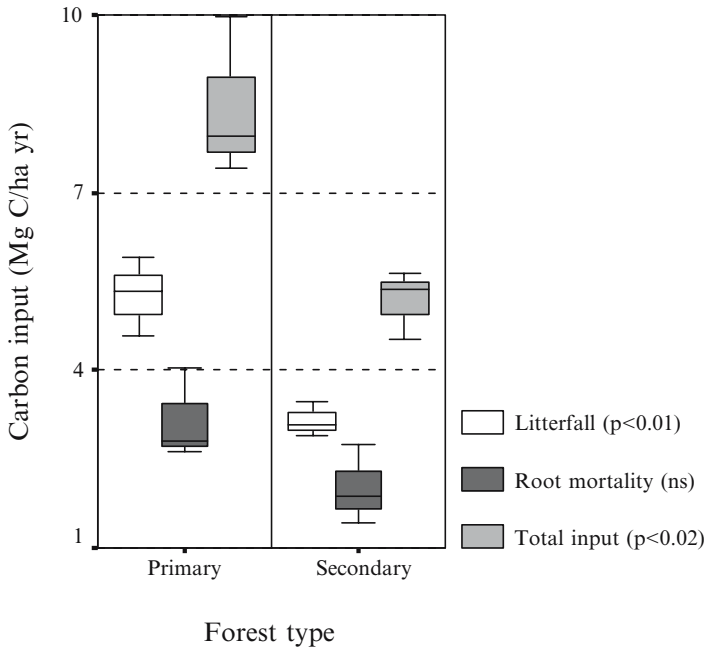 10
7
4
1
Carbon input (Mg C/ha yr)
Primary
Secondary
Forest type
Litterfall (p<0.01)
Root mortality (ns)
Total input (p<0.02)